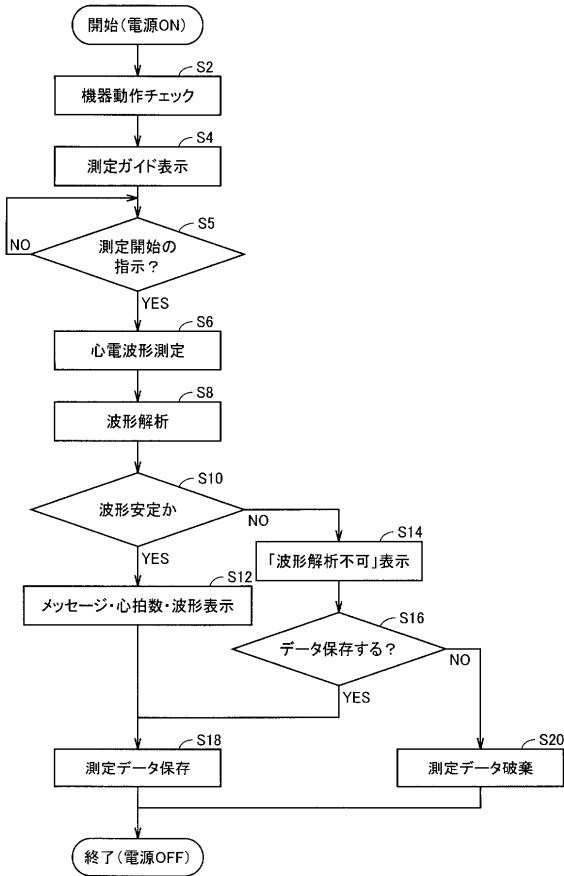 開始(電源ON)
S2
機器動作チェック
S4
測定ガイド表示
S5
NO
測定開始の
指示?
YES
S6
心電波形測定
S8
波形解析
S10
波形安定か
NO
YES
S14
「波形解析不可」表示
S12
メッセージ・心拍数・波形表示
S16
データ保存する?
NO
YES
S18
測定データ保存
S20
測定データ破棄
終了(電源OFF)